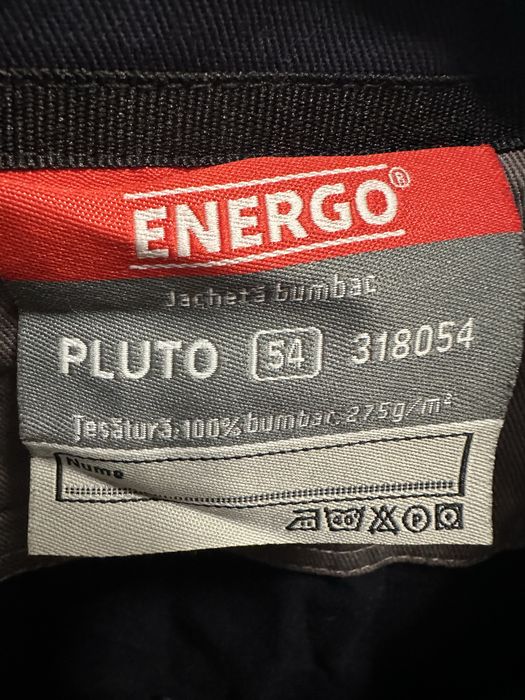 ENERGO®
Jachetă bumbac
PLUTO 54 318054
Țesătură: 100% bumbac, 275g/m²
Nume
P